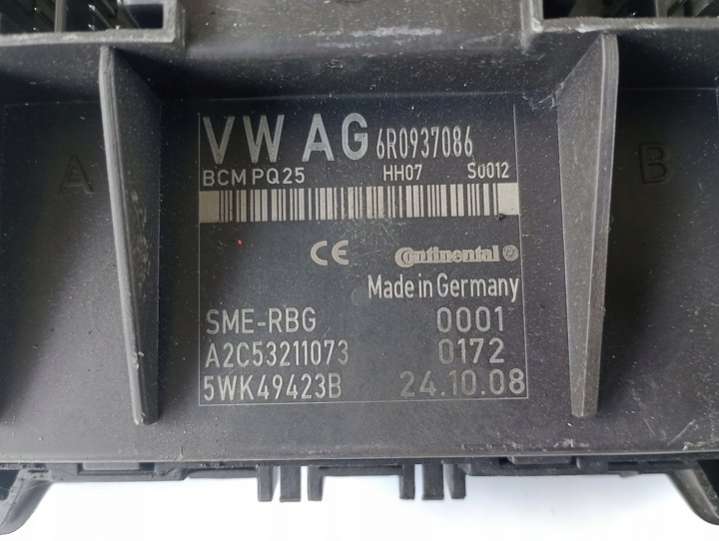 VW AG 6R0937086
BCM PQ25 HH07 S0012
A B
CE Continental
Made in Germany
SME-RBG 0001
A2C53211073 0172
5WK49423B 24.10.08